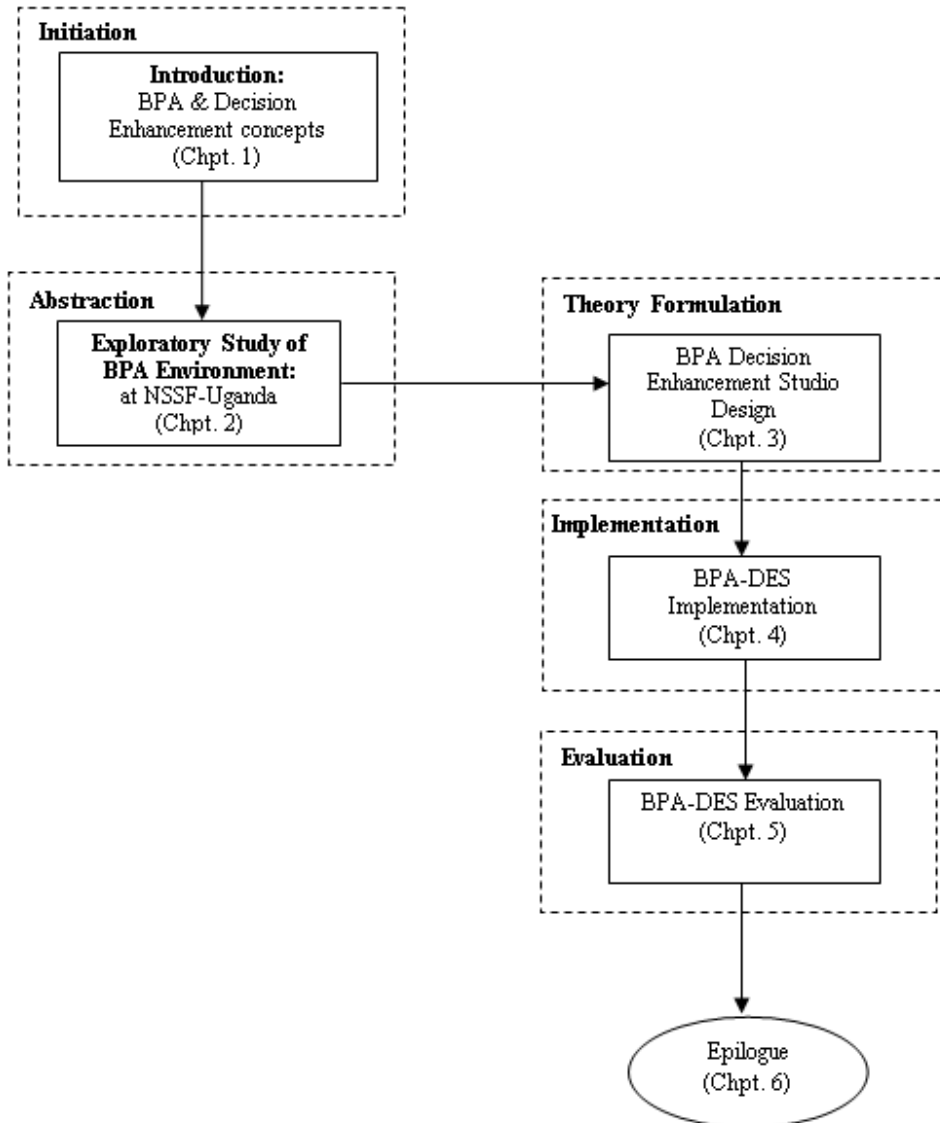 Initiation
Introduction:
BPA & Decision
Enhancement concepts
(Chpt. 1)
Abstraction
Exploratory Study of
BPA Environment:
at NSSF-Uganda
(Chpt. 2)
Theory Formulation
BPA Decision
Enhancement Studio
Design
(Chpt. 3)
Implementation
BPA-DES
Implementation
(Chpt. 4)
Evaluation
BPA-DES Evaluation
(Chpt. 5)
Epilogue
(Chpt. 6)